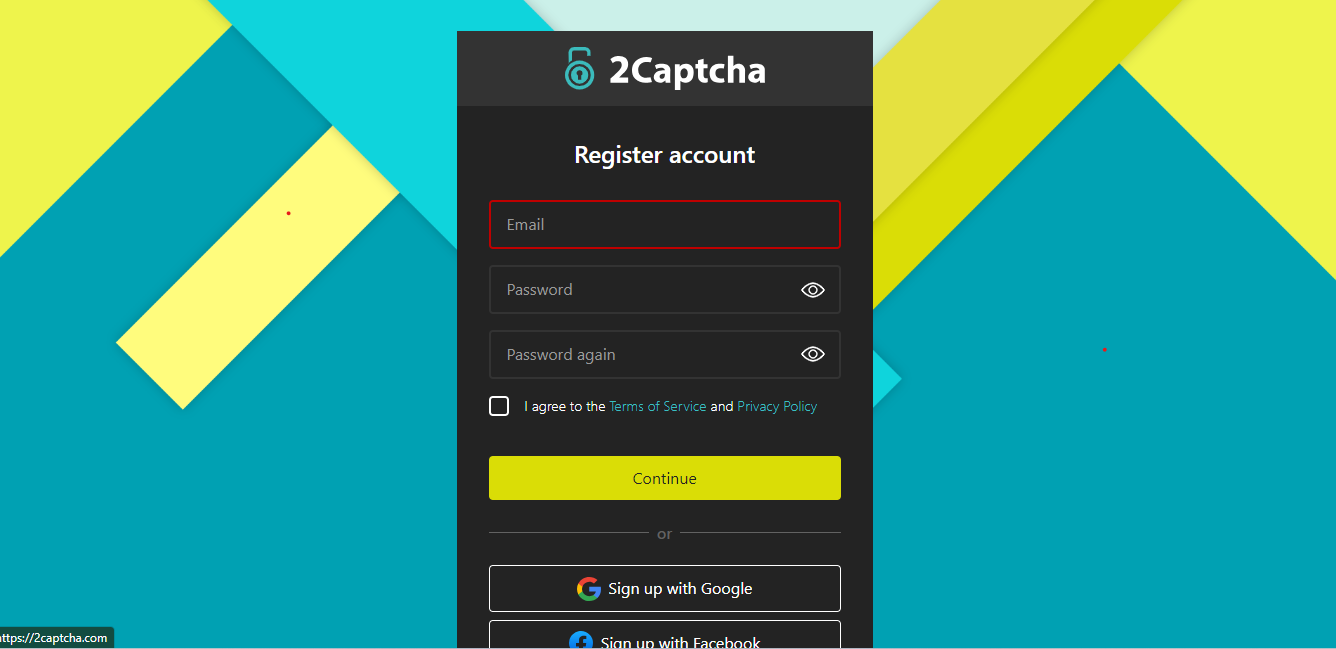 2Captcha
Register account
Email
Password
Password again
I agree to the Terms of Service and Privacy Policy
Continue
or
Sign up with Google
Sign up with Facebook
https://2captcha.com